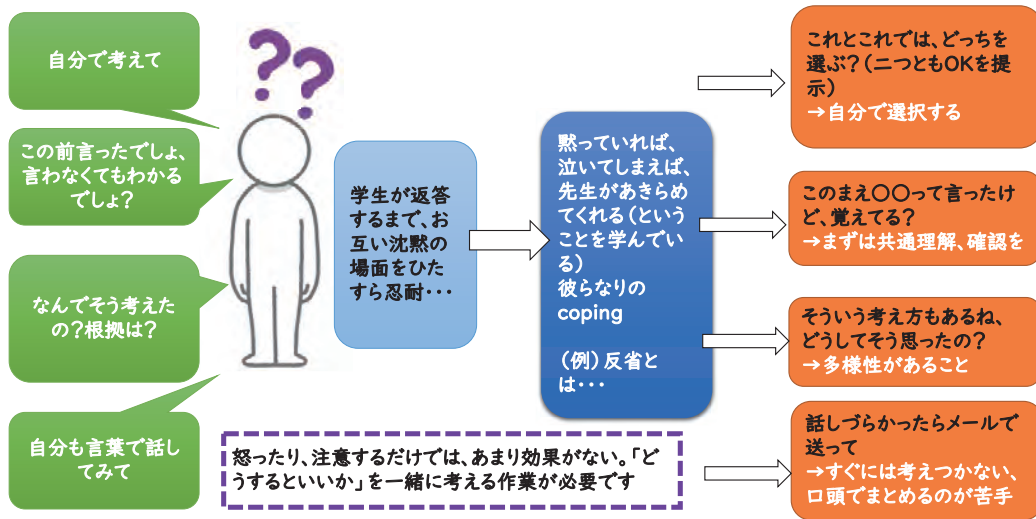 自分で考えて
この前言ったでしょ、
言わなくてもわかる
でしょ?
なんでそう考えた
の?根拠は?
自分も言葉で話し
てみて
??
学生が返答
するまで、お
互い沈黙の
場面をひた
すら忍耐・・・
黙っていれば、
泣いてしまえば、
先生があきらめ
てくれる(という
ことを学んでい
る)
彼らなりの
coping
(例)反省と
は・・・
これとこれでは、どっちを
選ぶ?(二つともOKを提
示)
→自分で選択する
このまえ〇〇って言ったけ
ど、覚えてる?
→まずは共通理解、確認を
そういう考え方もあるね、
どうしてそう思ったの?
→多様性があること
話しづらかったらメールで
送って
→すぐには考えつかない、
口頭でまとめるのが苦手
怒ったり、注意するだけでは、あまり効果がない。「ど
うするといいか」を一緒に考える作業が必要です